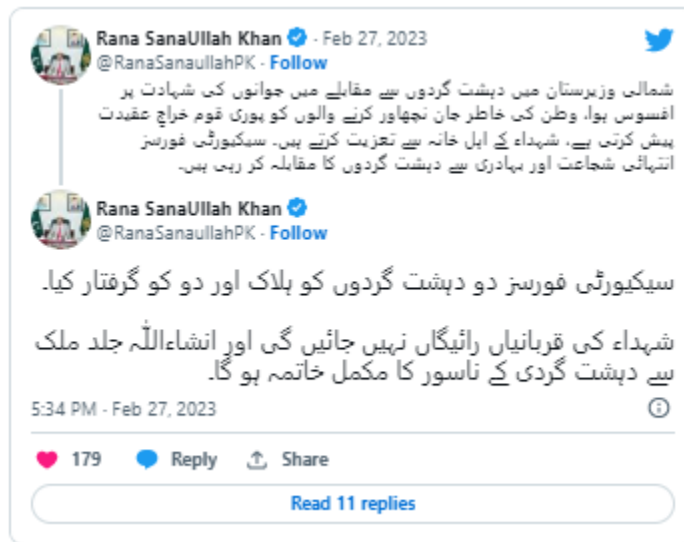 Rana SanaUllah Khan · Feb 27, 2023
@RanaSanaullahPK · Follow
شمالی وزیرستان میں دہشت گردوں سے مقابلے میں جوانوں کی شہادت پر
افسوس ہوا، وطن کی خاطر جان نچھاور کرنے والوں کو پوری قوم خراجِ عقیدت
پیش کرتی ہے، شہداء کے اہل خانہ سے تعزیت کرتے ہیں۔ سیکیورٹی فورسز
انتہائی شجاعت اور بہادری سے دہشت گردوں کا مقابلہ کر رہی ہیں۔
Rana SanaUllah Khan
@RanaSanaullahPK · Follow
سیکیورٹی فورسز دو دہشت گردوں کو ہلاک اور دو کو گرفتار کیا۔
شہداء کی قربانیاں رائیگاں نہیں جائیں گی اور انشاءاللّٰہ جلد ملک
سے دہشت گردی کے ناسور کا مکمل خاتمہ ہو گا۔
5:34 PM · Feb 27, 2023
179 Reply Share
Read 11 replies